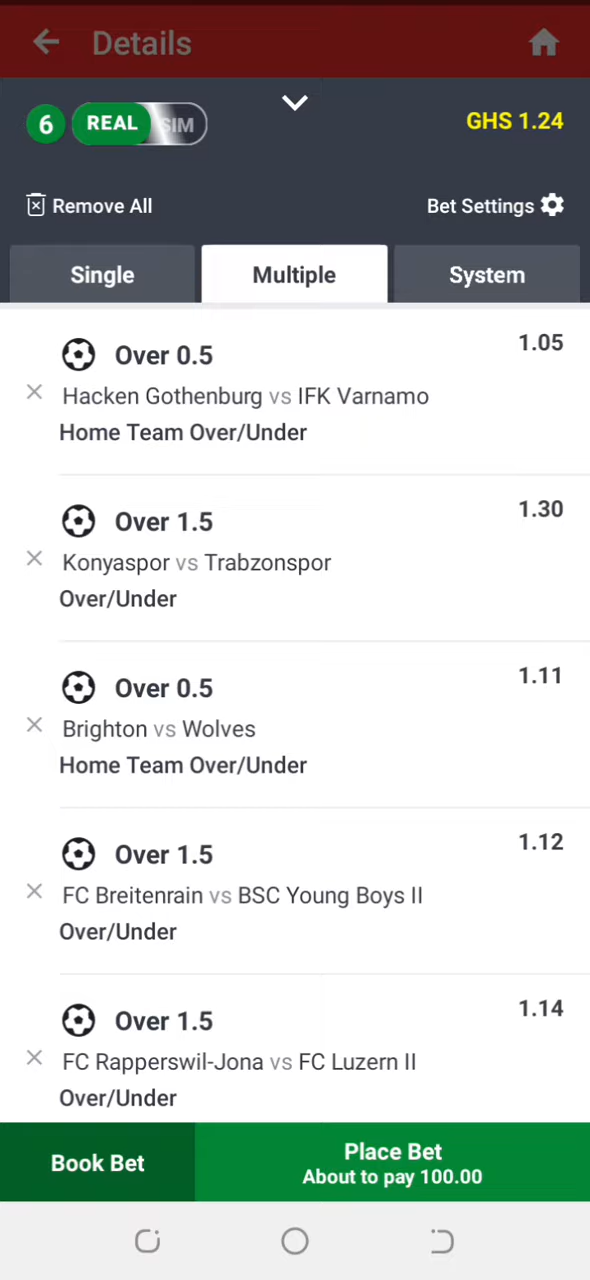 Details
6 REAL SIM GHS 1.24
Remove All Bet Settings
Single Multiple System
Over 0.5 1.05
Hacken Gothenburg vs IFK Varnamo
Home Team Over/Under
Over 1.5 1.30
Konyaspor vs Trabzonspor
Over/Under
Over 0.5 1.11
Brighton vs Wolves
Home Team Over/Under
Over 1.5 1.12
FC Breitenrain vs BSC Young Boys II
Over/Under
Over 1.5 1.14
FC Rapperswil-Jona vs FC Luzern II
Over/Under
Book Bet Place Bet
About to pay 100.00